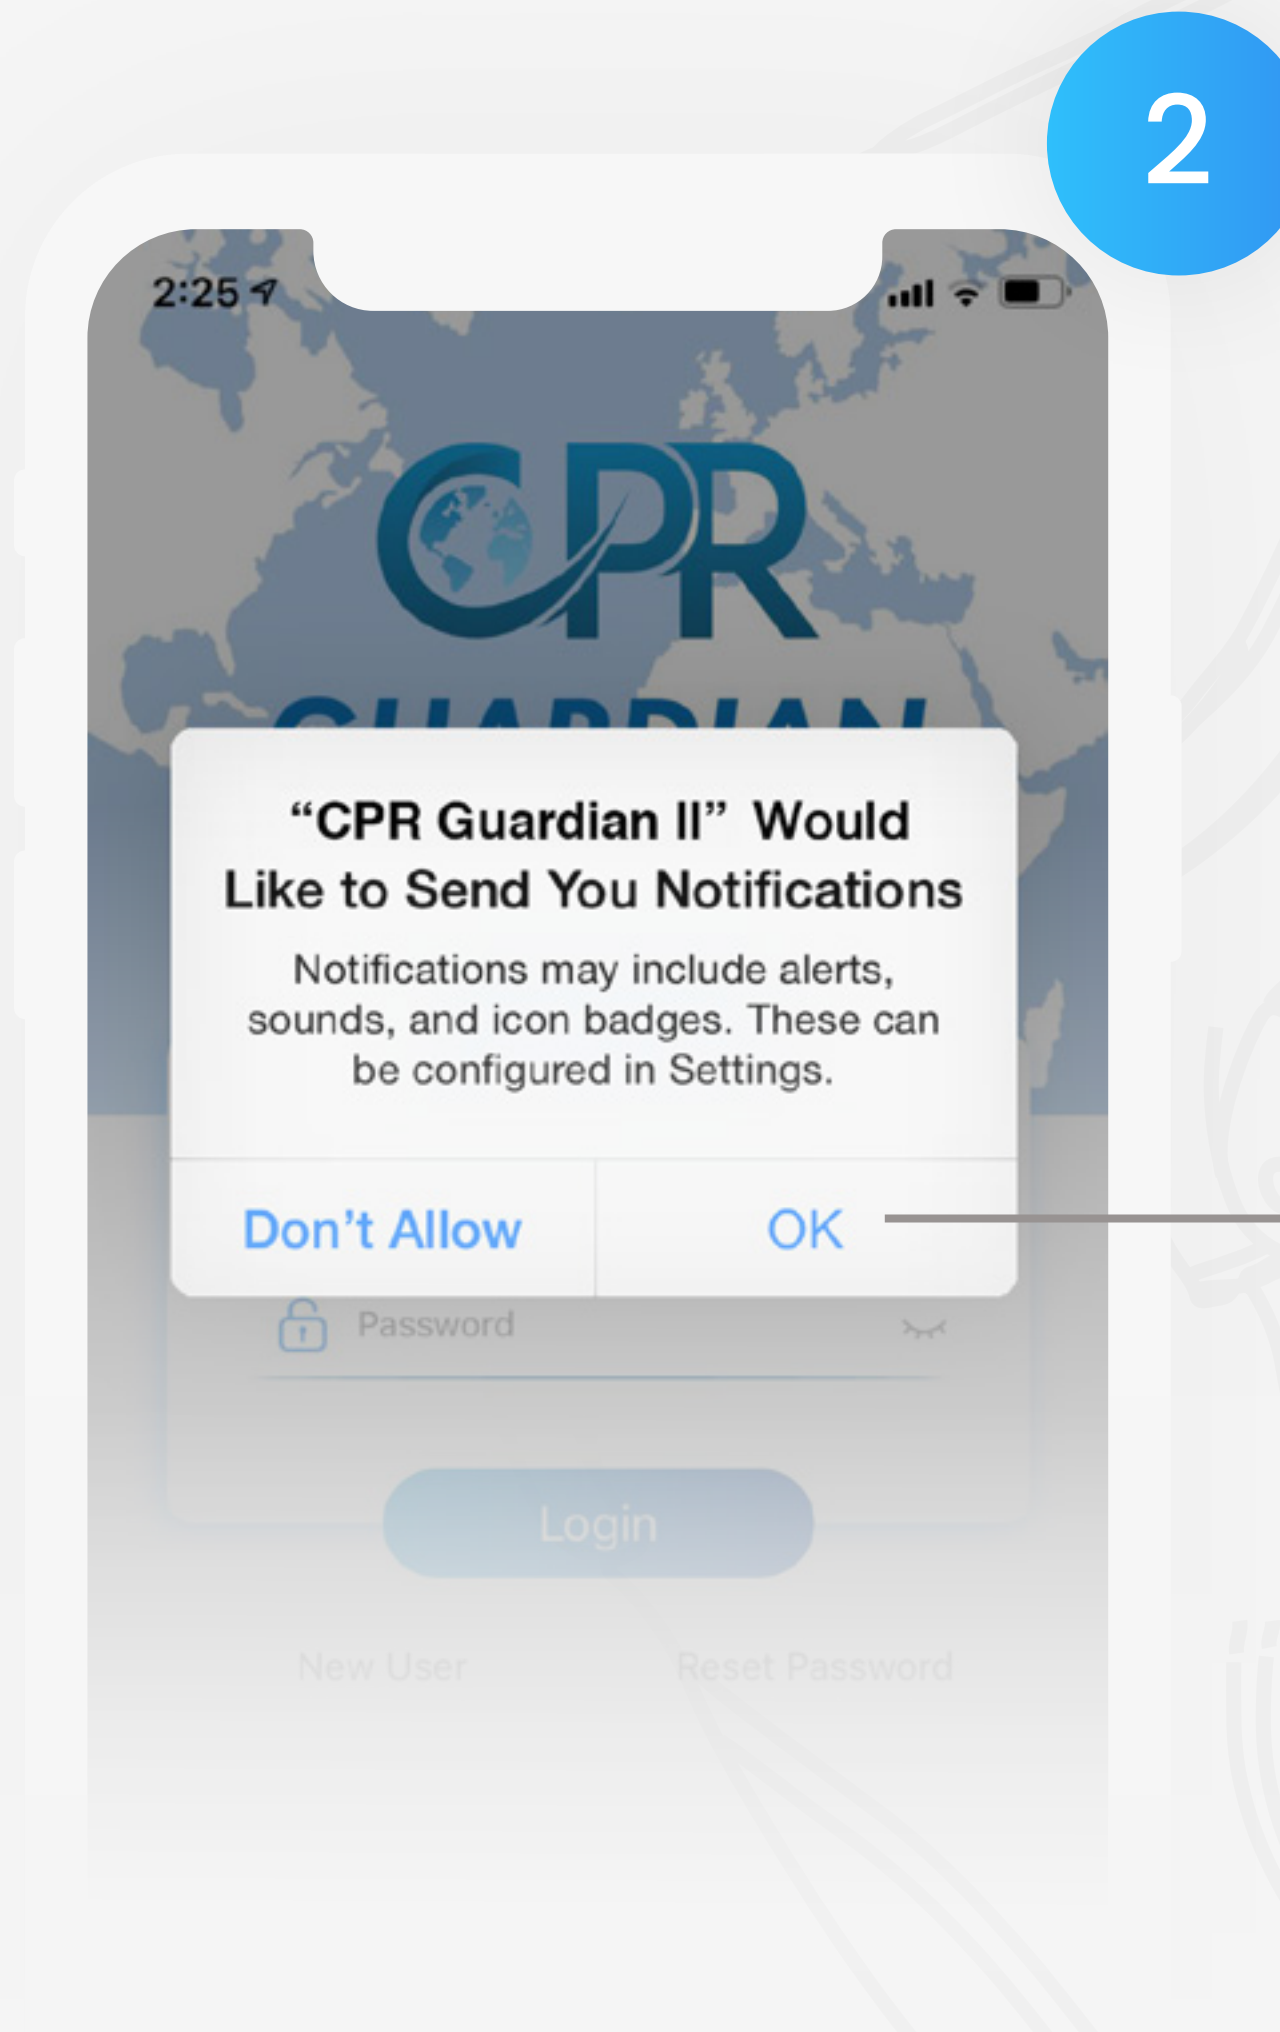 2
2:25
CPR
GUARDIAN
“CPR Guardian II” Would
Like to Send You Notifications
Notifications may include alerts,
sounds, and icon badges. These can
be configured in Settings.
Don’t Allow
OK
Password
Login
New User
Reset Password